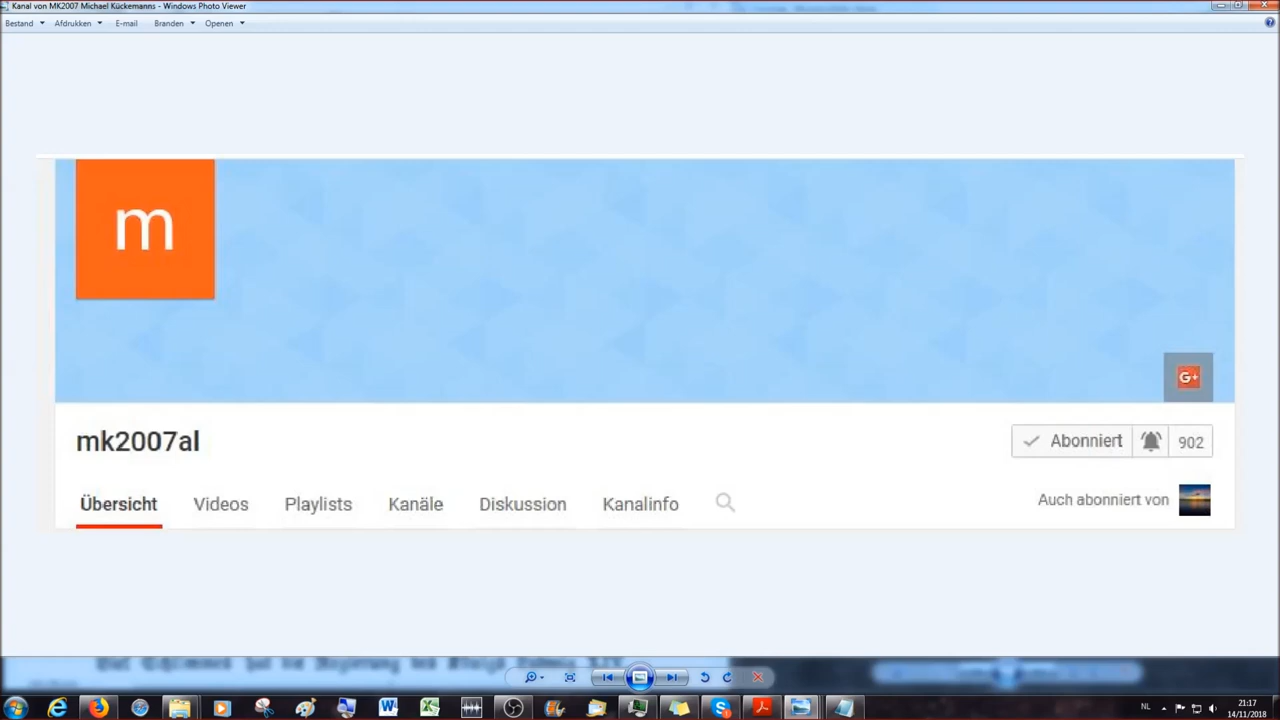 Kanal von MK2007 Michael Kückemanns - Windows Photo Viewer
Bestand Afdrukken E-mail Branden Openen
m
G+
mk2007al
Abonniert 902
Übersicht Videos Playlists Kanäle Diskussion Kanalinfo
Auch abonniert von
NL
21:17
14/11/2018